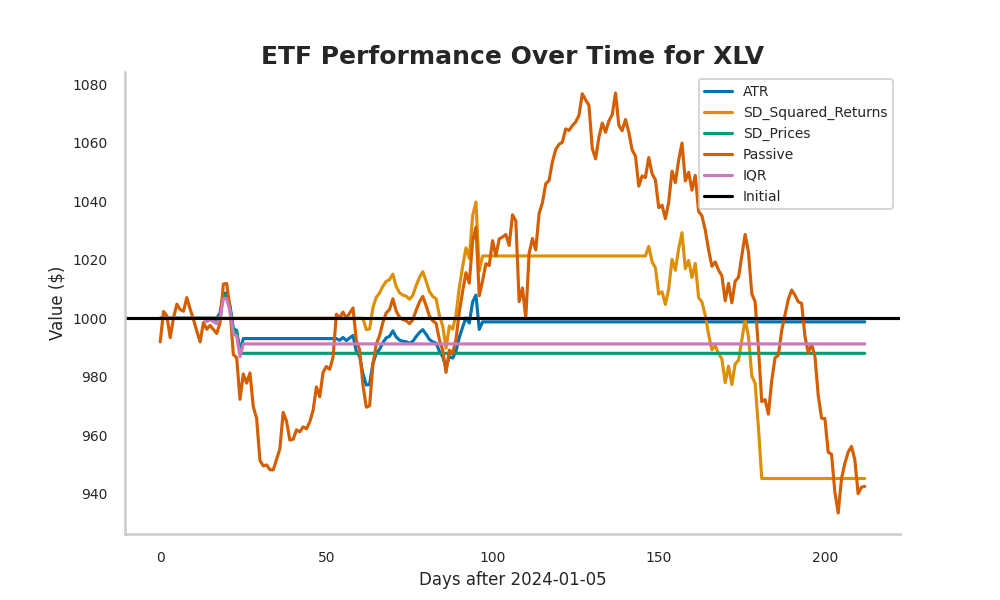 ETF Performance Over Time for XLV
Value ($)
1080
1060
1040
1020
1000
980
960
940
ATR
SD_Squared_Returns
SD_Prices
Passive
IQR
Initial
0 50 100 150 200
Days after 2024-01-05